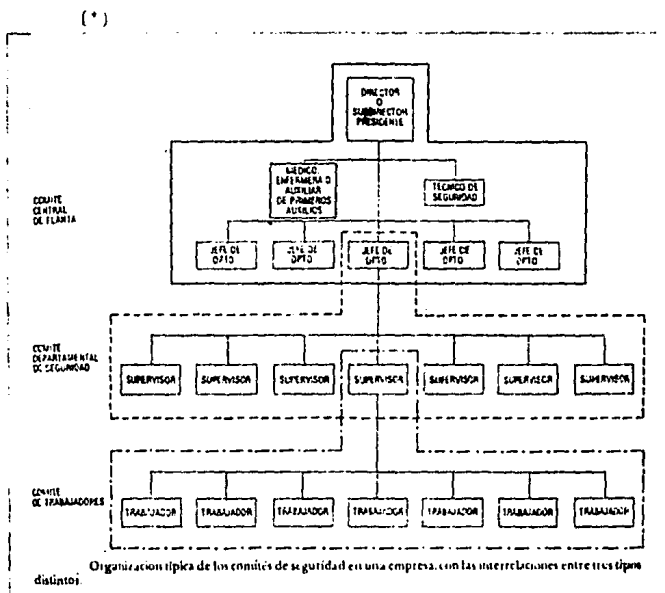 (*)
DIRECTOR
O
SUBDIRECTOR
PRESIDENTE
MEDICO,
ENFERMERA O
AUXILIAR
DE PRIMEROS
AUXILIOS
TECNICO DE
SEGURIDAD
COMITÉ
CENTRAL
DE PLANTA
JEFE DE
DPTO
JEFE DE
DPTO
JEFE DE
DPTO
JEFE DE
DPTO
JEFE DE
DPTO
COMITÉ
DEPARTAMENTAL
DE SEGURIDAD
SUPERVISOR SUPERVISOR SUPERVISOR SUPERVISOR SUPERVISOR SUPERVISOR SUPERVISOR
COMITE
DE TRABAJADORES
TRABAJADOR TRABAJADOR TRABAJADOR TRABAJADOR TRABAJADOR TRABAJADOR TRABAJADOR
Organización típica de los comités de seguridad en una empresa, con las interrelaciones entre tres tipos
distintos.